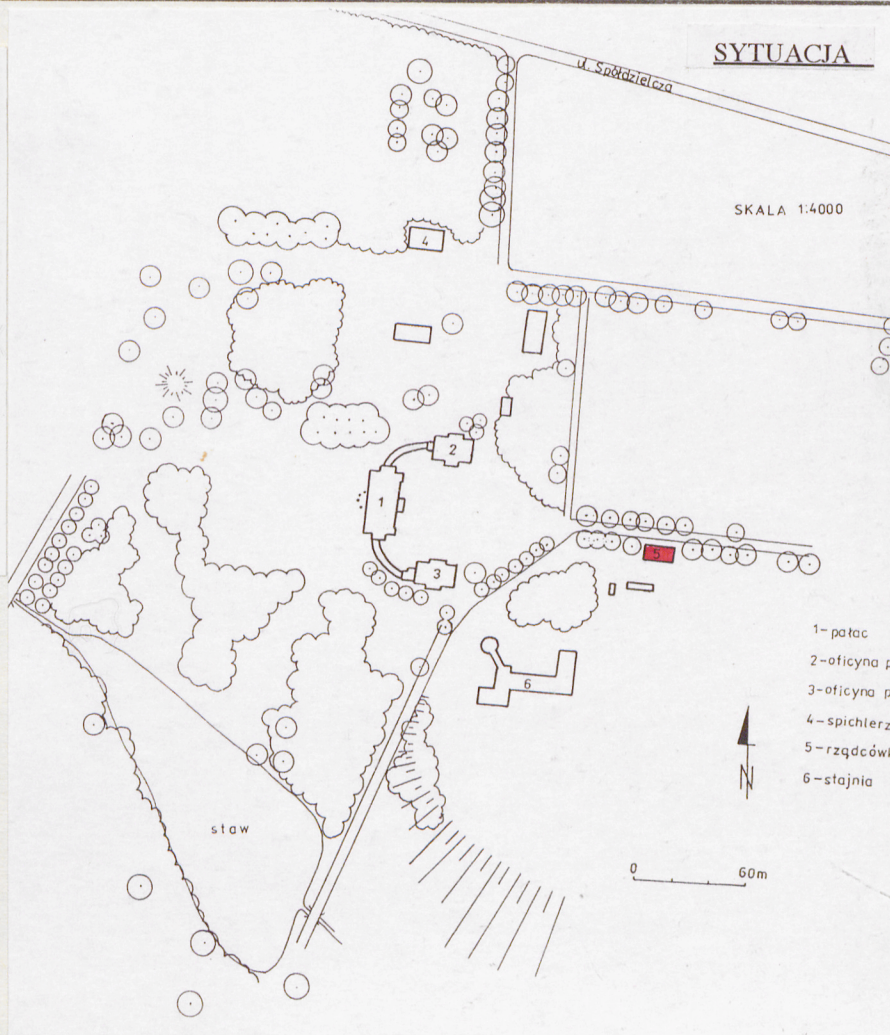 SYTUACJA
ul. Spółdzielcza
SKALA 1:4000
4
2
1
3
5
6
1-pałac
2-oficyna p
3-oficyna p
4-spichlerz
5-rządcówk
6-stajnia
N
staw
0 60m